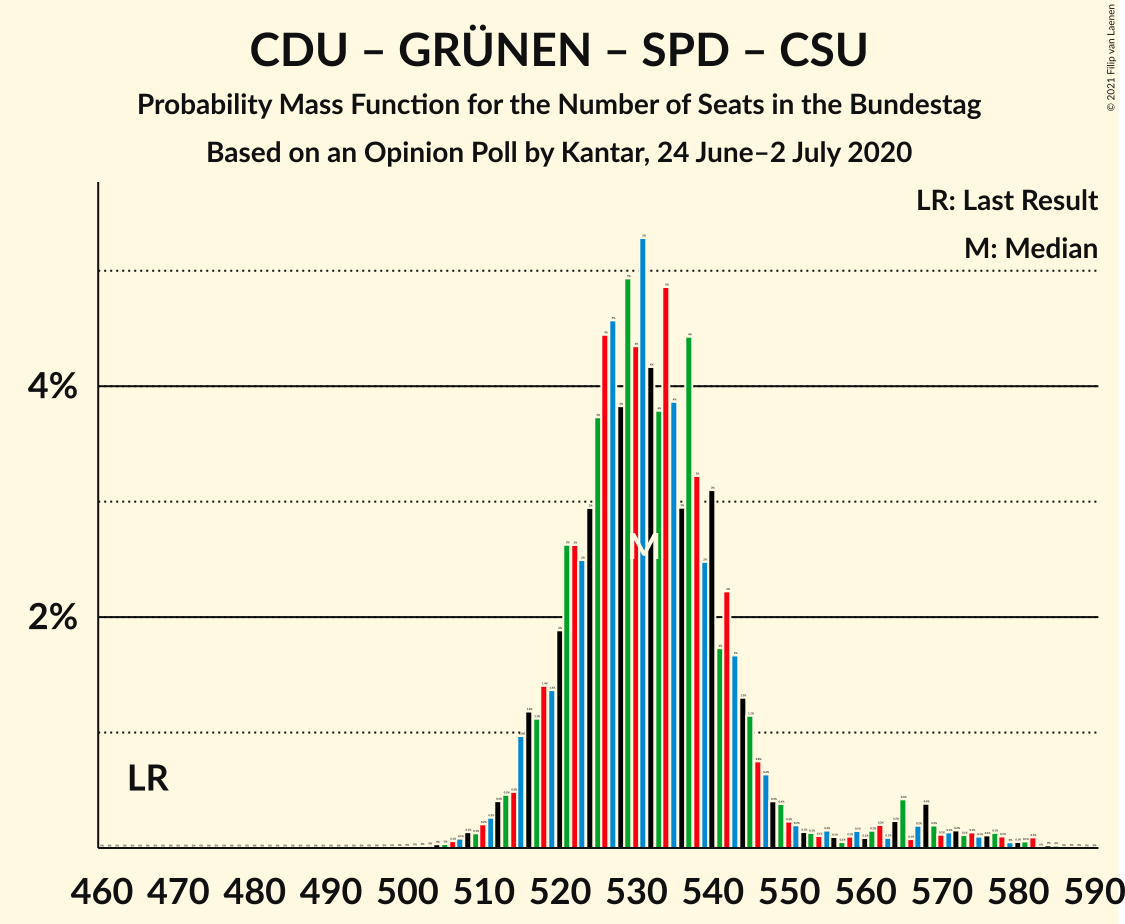 CDU – GRÜNEN – SPD – CSU
Probability Mass Function for the Number of Seats in the Bundestag
Based on an Opinion Poll by Kantar, 24 June–2 July 2020
© 2021 Filip van Laenen
LR: Last Result
M: Median
4%
2%
M
LR
460 470 480 490 500 510 520 530 540 550 560 570 580 590